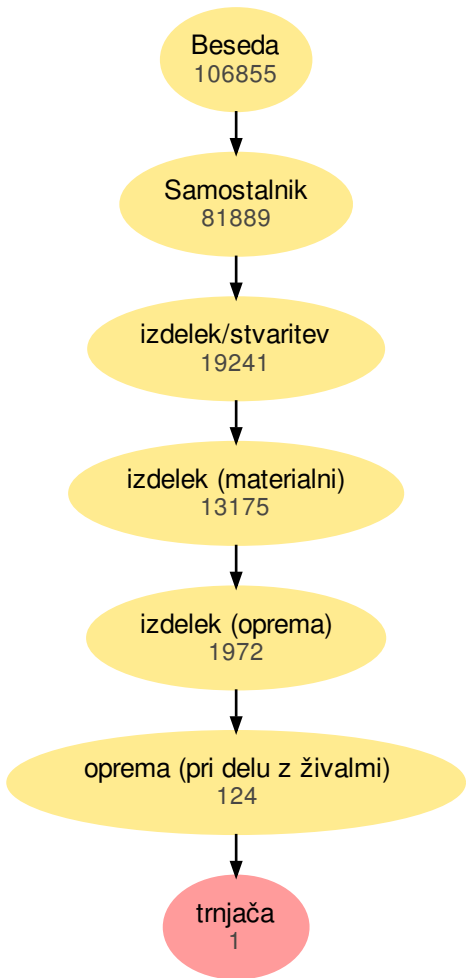 Beseda
106855
Samostalnik
81889
izdelek/stvaritev
19241
izdelek (materialni)
13175
izdelek (oprema)
1972
oprema (pri delu z živalmi)
124
trnjača
1